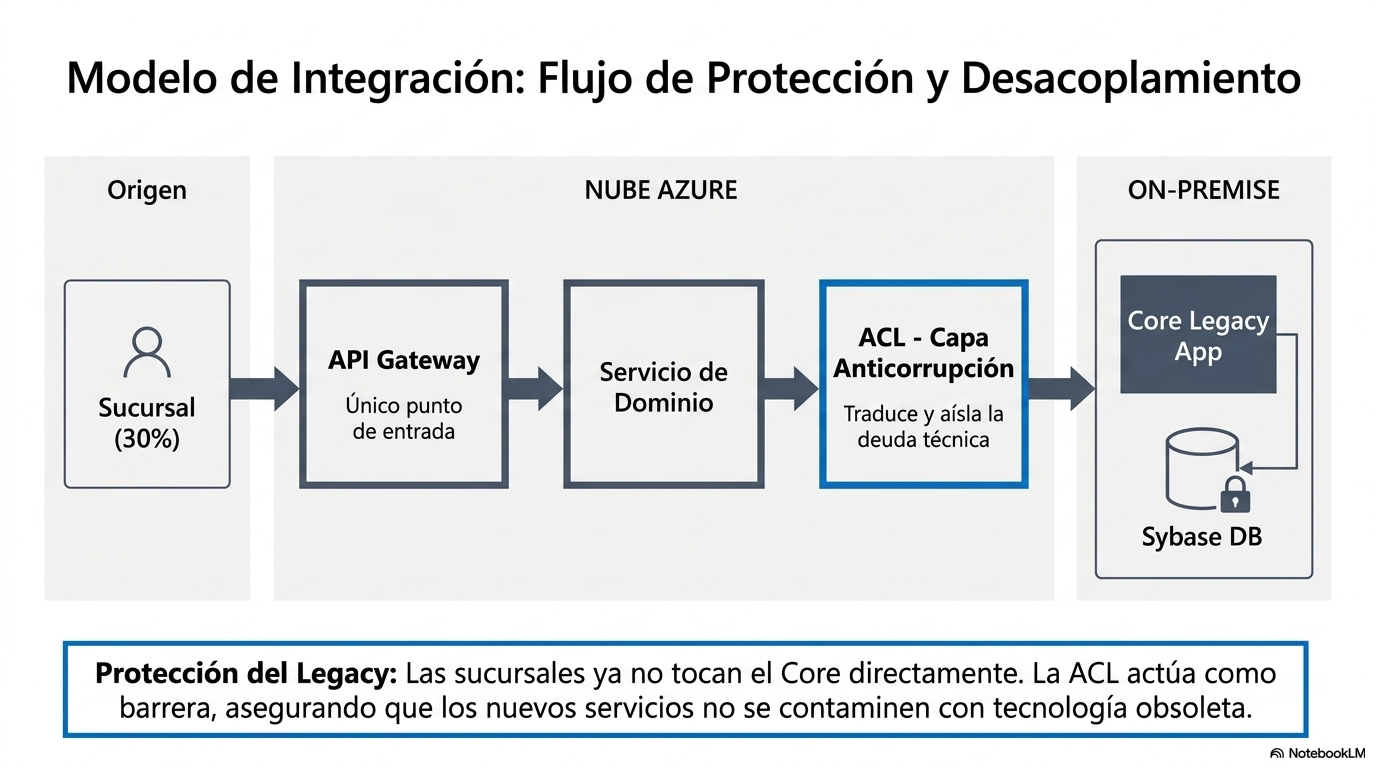 Modelo de Integración: Flujo de Protección y Desacoplamiento
Origen
Sucursal
(30%)
NUBE AZURE
API Gateway
Único punto
de entrada
Servicio de
Dominio
ACL - Capa
Anticorrupción
Traduce y aísla la
deuda técnica
ON-PREMISE
Core Legacy
App
Sybase DB
Protección del Legacy: Las sucursales ya no tocan el Core directamente. La ACL actúa como
barrera, asegurando que los nuevos servicios no se contaminen con tecnología obsoleta.
NotebookLM